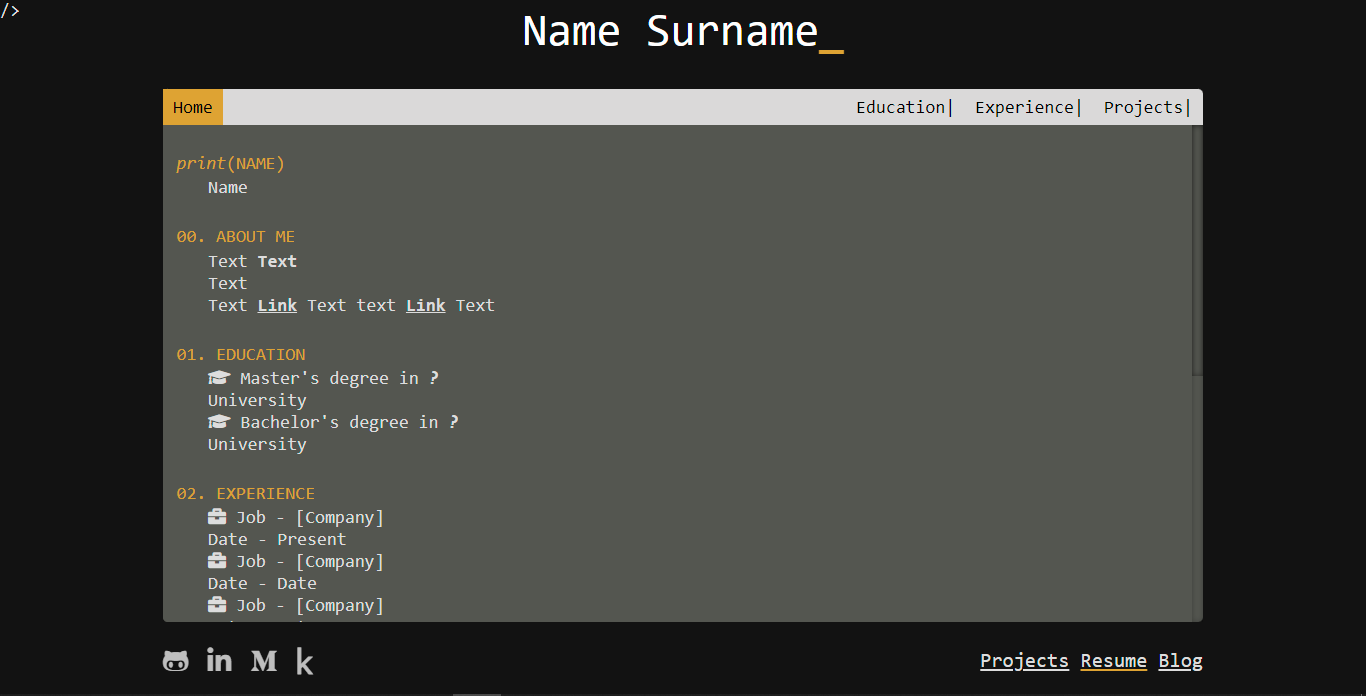 />
Name Surname_
Home Education| Experience| Projects|
print(NAME)
Name
00. ABOUT ME
Text Text
Text
Text Link Text text Link Text
01. EDUCATION
Master's degree in ?
University
Bachelor's degree in ?
University
02. EXPERIENCE
Job - [Company]
Date - Present
Job - [Company]
Date - Date
Job - [Company]
in M k Projects Resume Blog